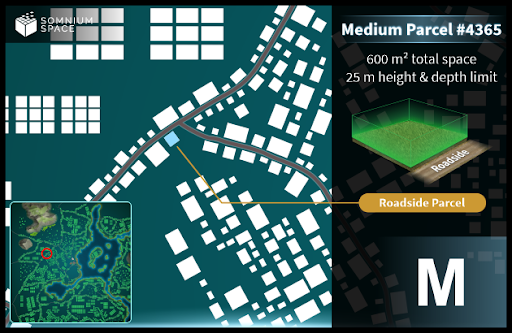 SOMNIUM
SPACE
Medium Parcel #4365
600 m² total space
25 m height & depth limit
Roadside
Roadside Parcel
M